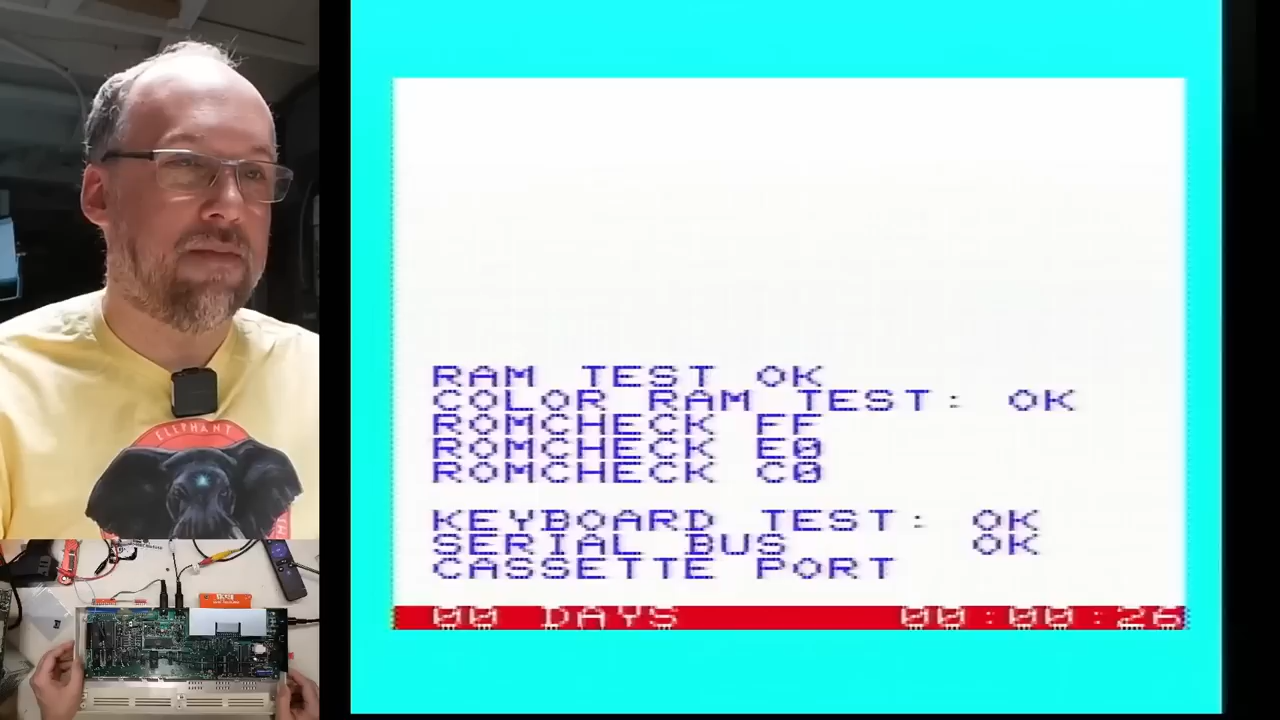 RAM TEST OK
COLOR RAM TEST: OK
ROMCHECK FF
ROMCHECK E0
ROMCHECK C0
KEYBOARD TEST: OK
SERIAL BUS OK
CASSETTE PORT
00 DAYS 00:00:26
ELEPHANT